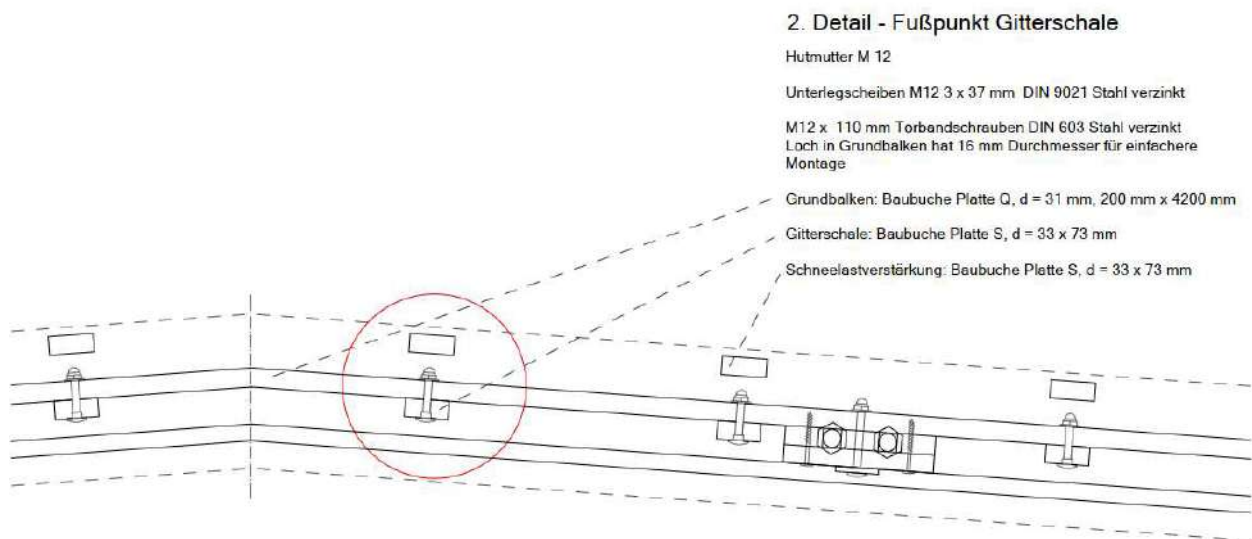 2. Detail - Fußpunkt Gitterschale
Hutmutter M 12
Unterlegscheiben M12 3 x 37 mm DIN 9021 Stahl verzinkt
M12 x 110 mm Torbandschrauben DIN 603 Stahl verzinkt
Loch in Grundbalken hat 16 mm Durchmesser für einfachere
Montage
Grundbalken: Baubuche Platte Q, d = 31 mm, 200 mm x 4200 mm
Gitterschale: Baubuche Platte S, d = 33 x 73 mm
Schneelastverstärkung: Baubuche Platte S, d = 33 x 73 mm